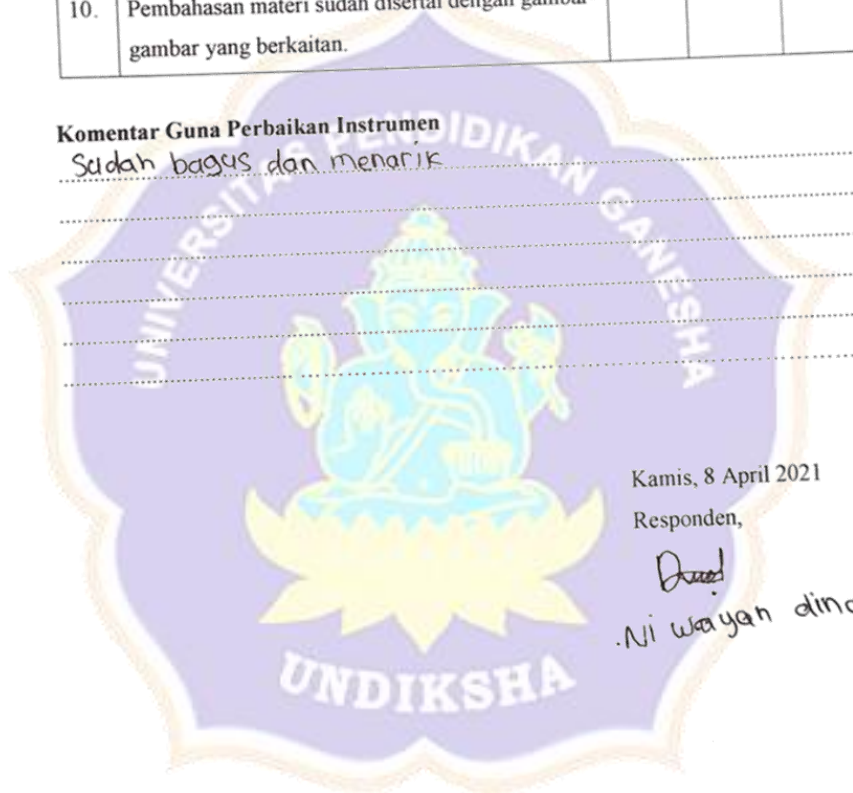 10. Pembahasan materi sudah disertai dengan gambar
gambar yang berkaitan.
Komentar Guna Perbaikan Instrumen
Sudah bagus dan menarik
UNIVERSITAS PENDIDIKAN GANESHA
Kamis, 8 April 2021
Responden,
Ni wayan
UNDIKSHA